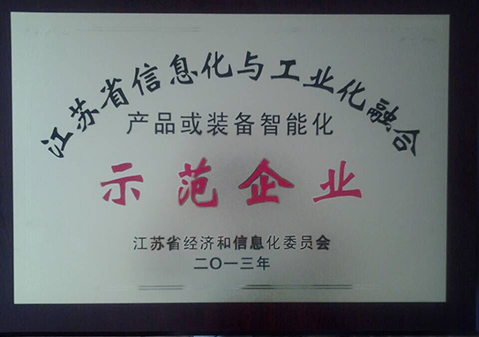 江苏省信息化与工业化融合
产品或装备智能化
示范企业
江苏省经济和信息化委员会
二〇一三年